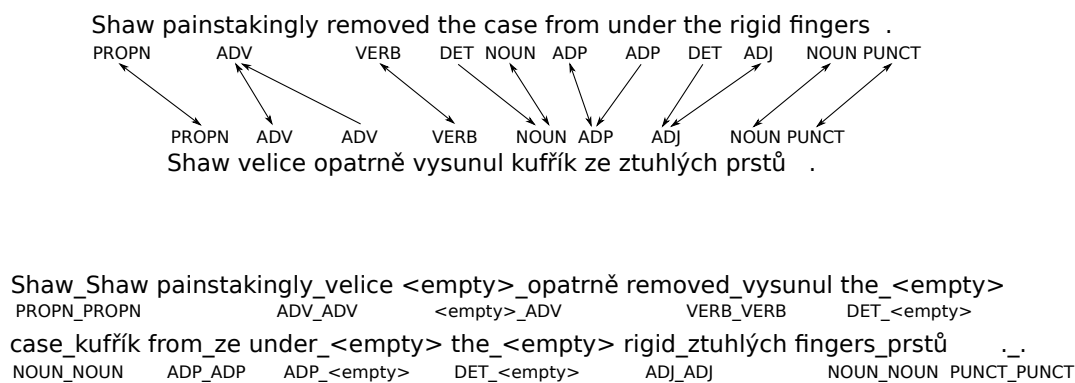 Shaw painstakingly removed the case from under the rigid fingers .
PROPN ADV VERB DET NOUN ADP ADP DET ADJ NOUN PUNCT
PROPN ADV ADV VERB NOUN ADP ADJ NOUN PUNCT
Shaw velice opatrně vysunul kufřík ze ztuhlých prstů .
Shaw_Shaw painstakingly_velice <empty>_opatrně removed_vysunul the_<empty>
PROPN_PROPN ADV_ADV <empty>_ADV VERB_VERB DET_<empty>
case_kufřík from_ze under_<empty> the_<empty> rigid_ztuhlých fingers_prstů ._.
NOUN_NOUN ADP_ADP ADP_<empty> DET_<empty> ADJ_ADJ NOUN_NOUN PUNCT_PUNCT